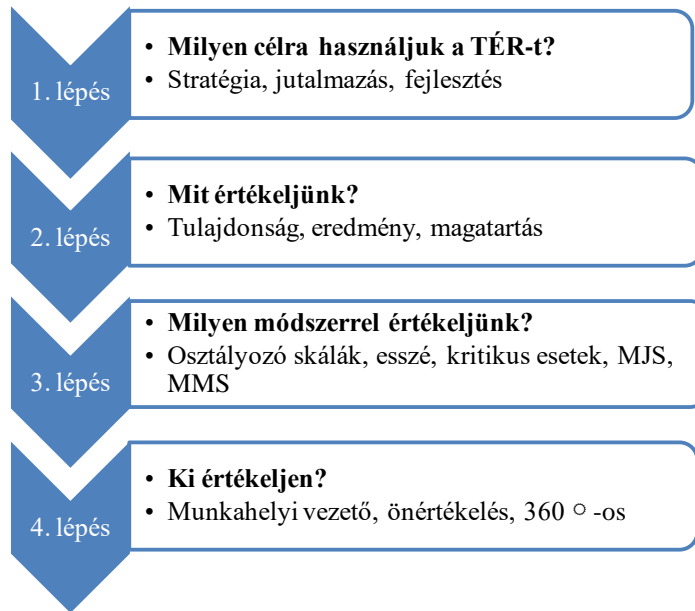 1. lépés
• Milyen célra használjuk a TÉR-t?
• Stratégia, jutalmazás, fejlesztés
2. lépés
• Mit értékeljünk?
• Tulajdonság, eredmény, magatartás
3. lépés
• Milyen módszerrel értékeljünk?
• Osztályozó skálák, esszé, kritikus esetek, MJS,
MMS
4. lépés
• Ki értékeljen?
• Munkahelyi vezető, önértékelés, 360 ○ -os